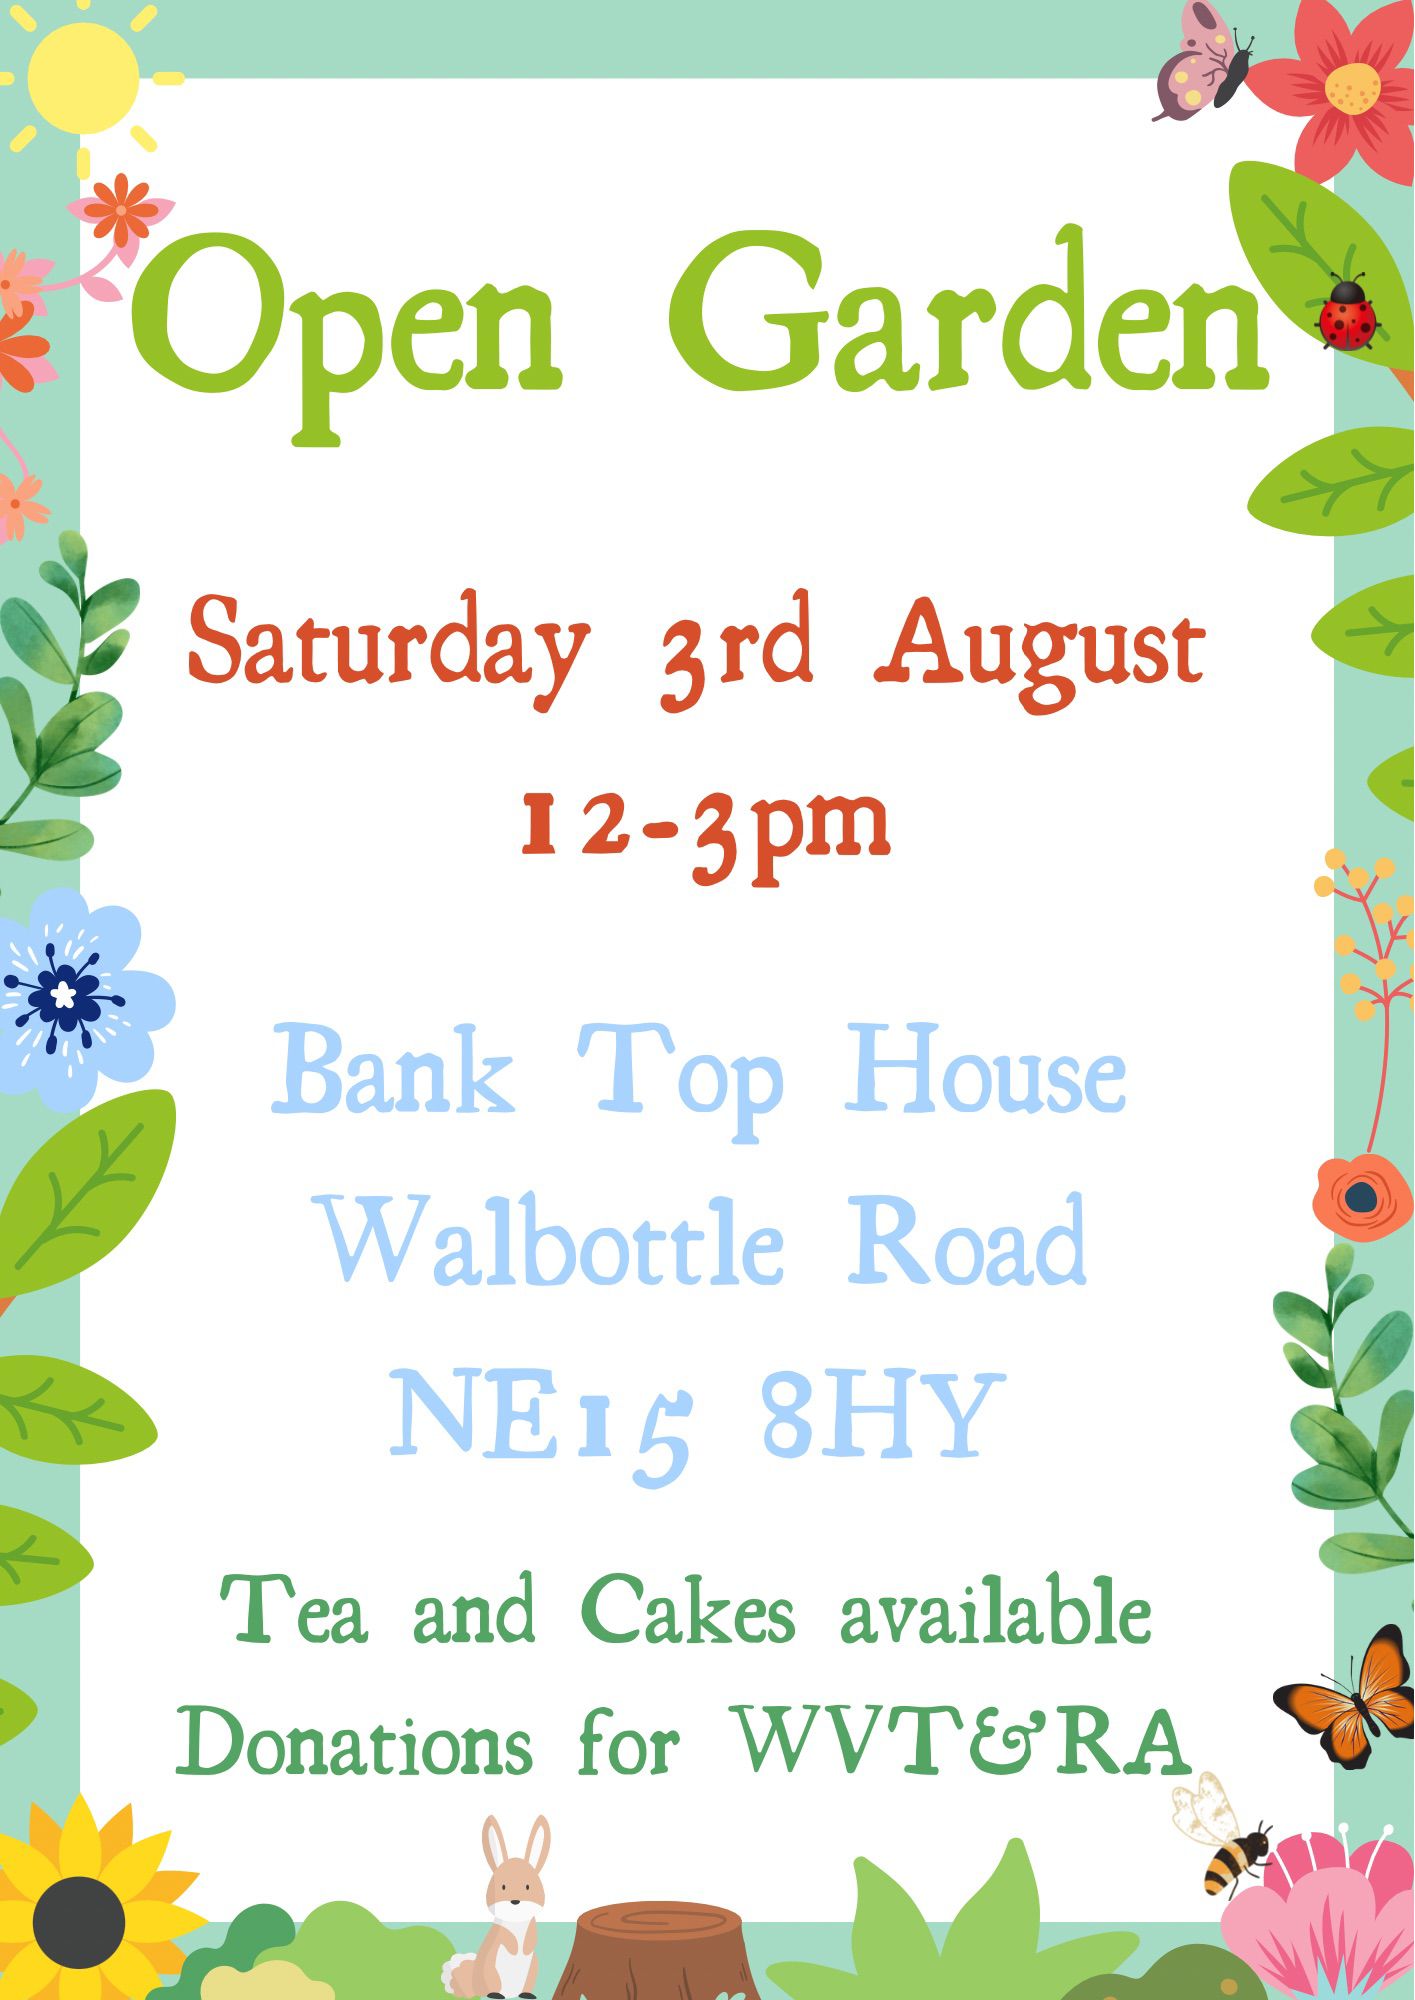 Open Garden
Saturday 3rd August
12-3pm
Bank Top House
Walbottle Road
NE15 8HY
Tea and Cakes available
Donations for WVT&RA